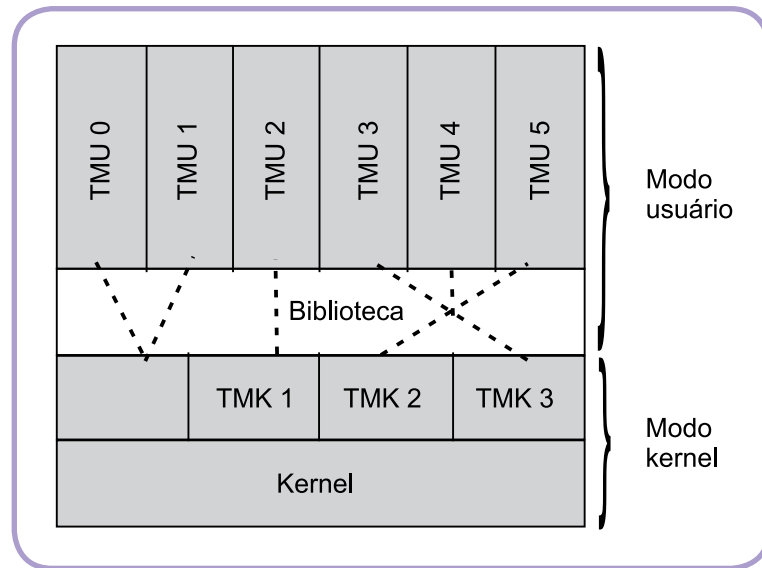 TMU 0
TMU 1
TMU 2
TMU 3
TMU 4
TMU 5
Modo
usuário
Biblioteca
TMK 1
TMK 2
TMK 3
Modo
kernel
Kernel